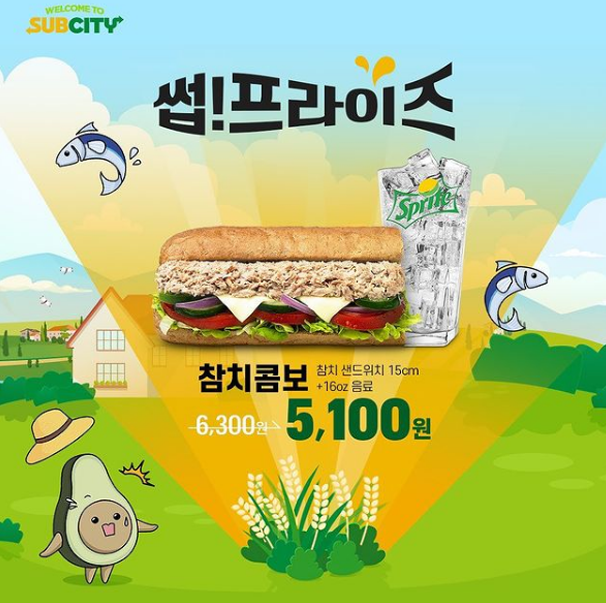 WELCOME TO
SUBCITY
썹!프라이즈
Sprite
참치콤보 참치 샌드위치 15cm
+16oz 음료
6,300원 5,100원